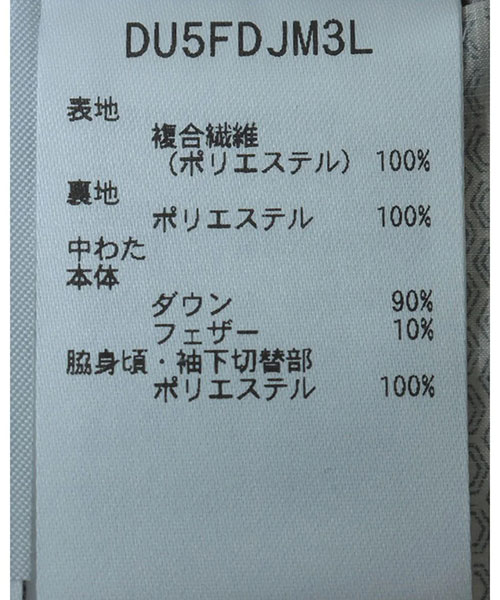 DU5FDJM3L
表地
複合繊維
（ポリエステル） 100%
裏地
ポリエステル 100%
中わた
本体
ダウン 90%
フェザー 10%
脇身頃・袖下切替部
ポリエステル 100%